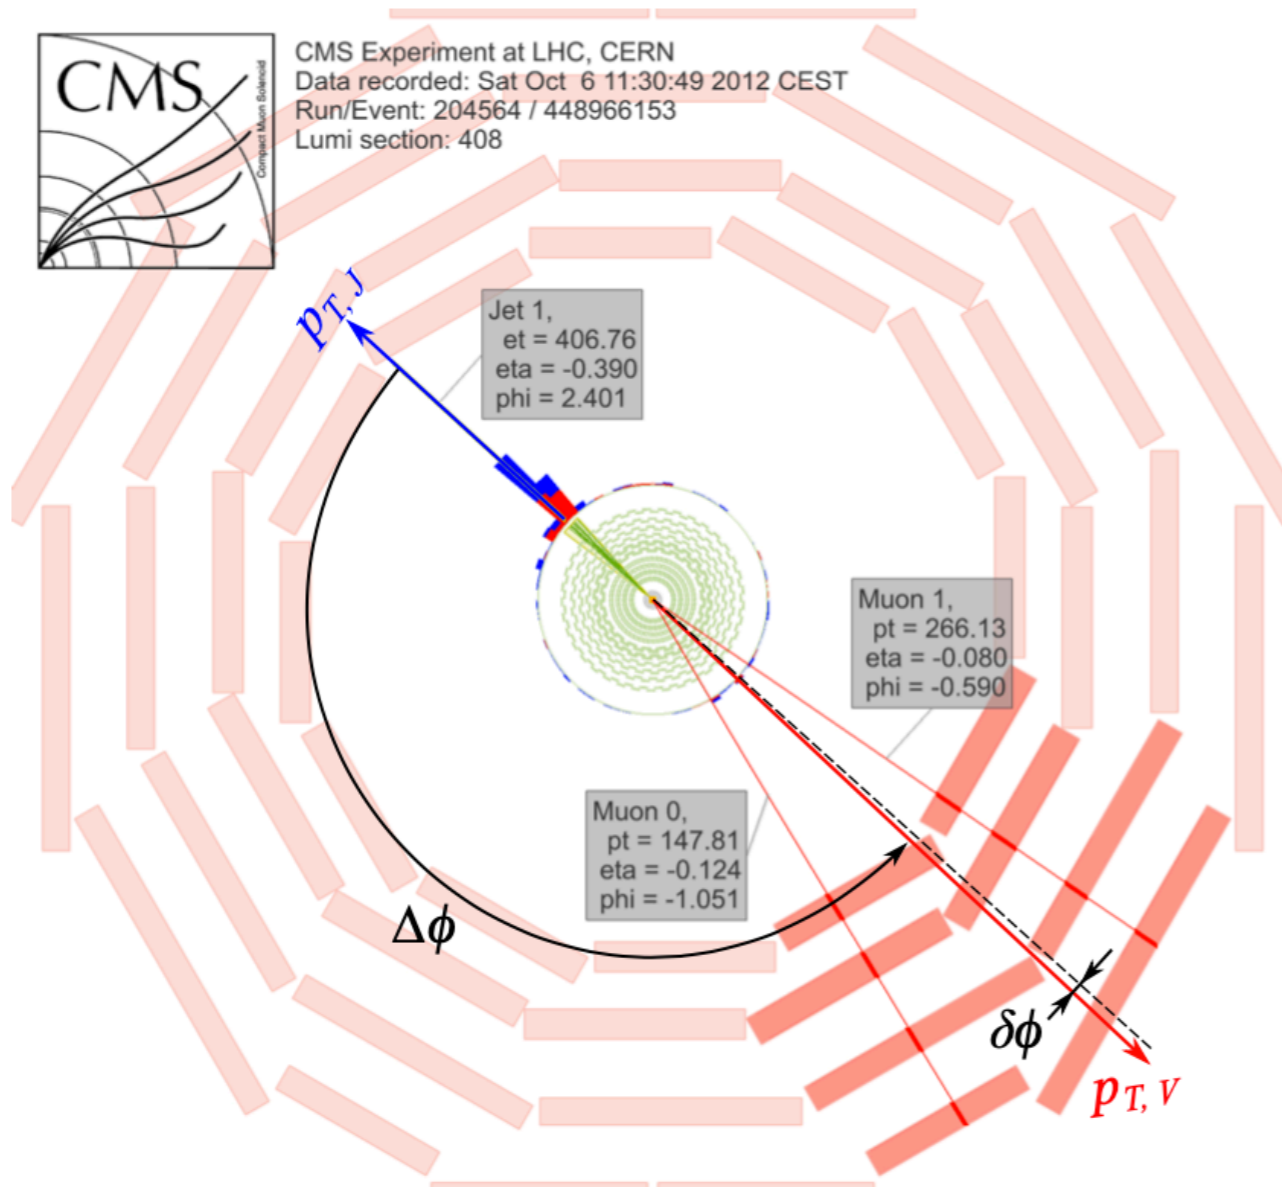 CMS
Compact Muon Solenoid
CMS Experiment at LHC, CERN
Data recorded: Sat Oct 6 11:30:49 2012 CEST
Run/Event: 204564 / 448966153
Lumi section: 408
p_{T, J}
Jet 1,
et = 406.76
eta = -0.390
phi = 2.401
Muon 1,
pt = 266.13
eta = -0.080
phi = -0.590
Muon 0,
pt = 147.81
eta = -0.124
phi = -1.051
Δϕ
δϕ
p_{T, V}